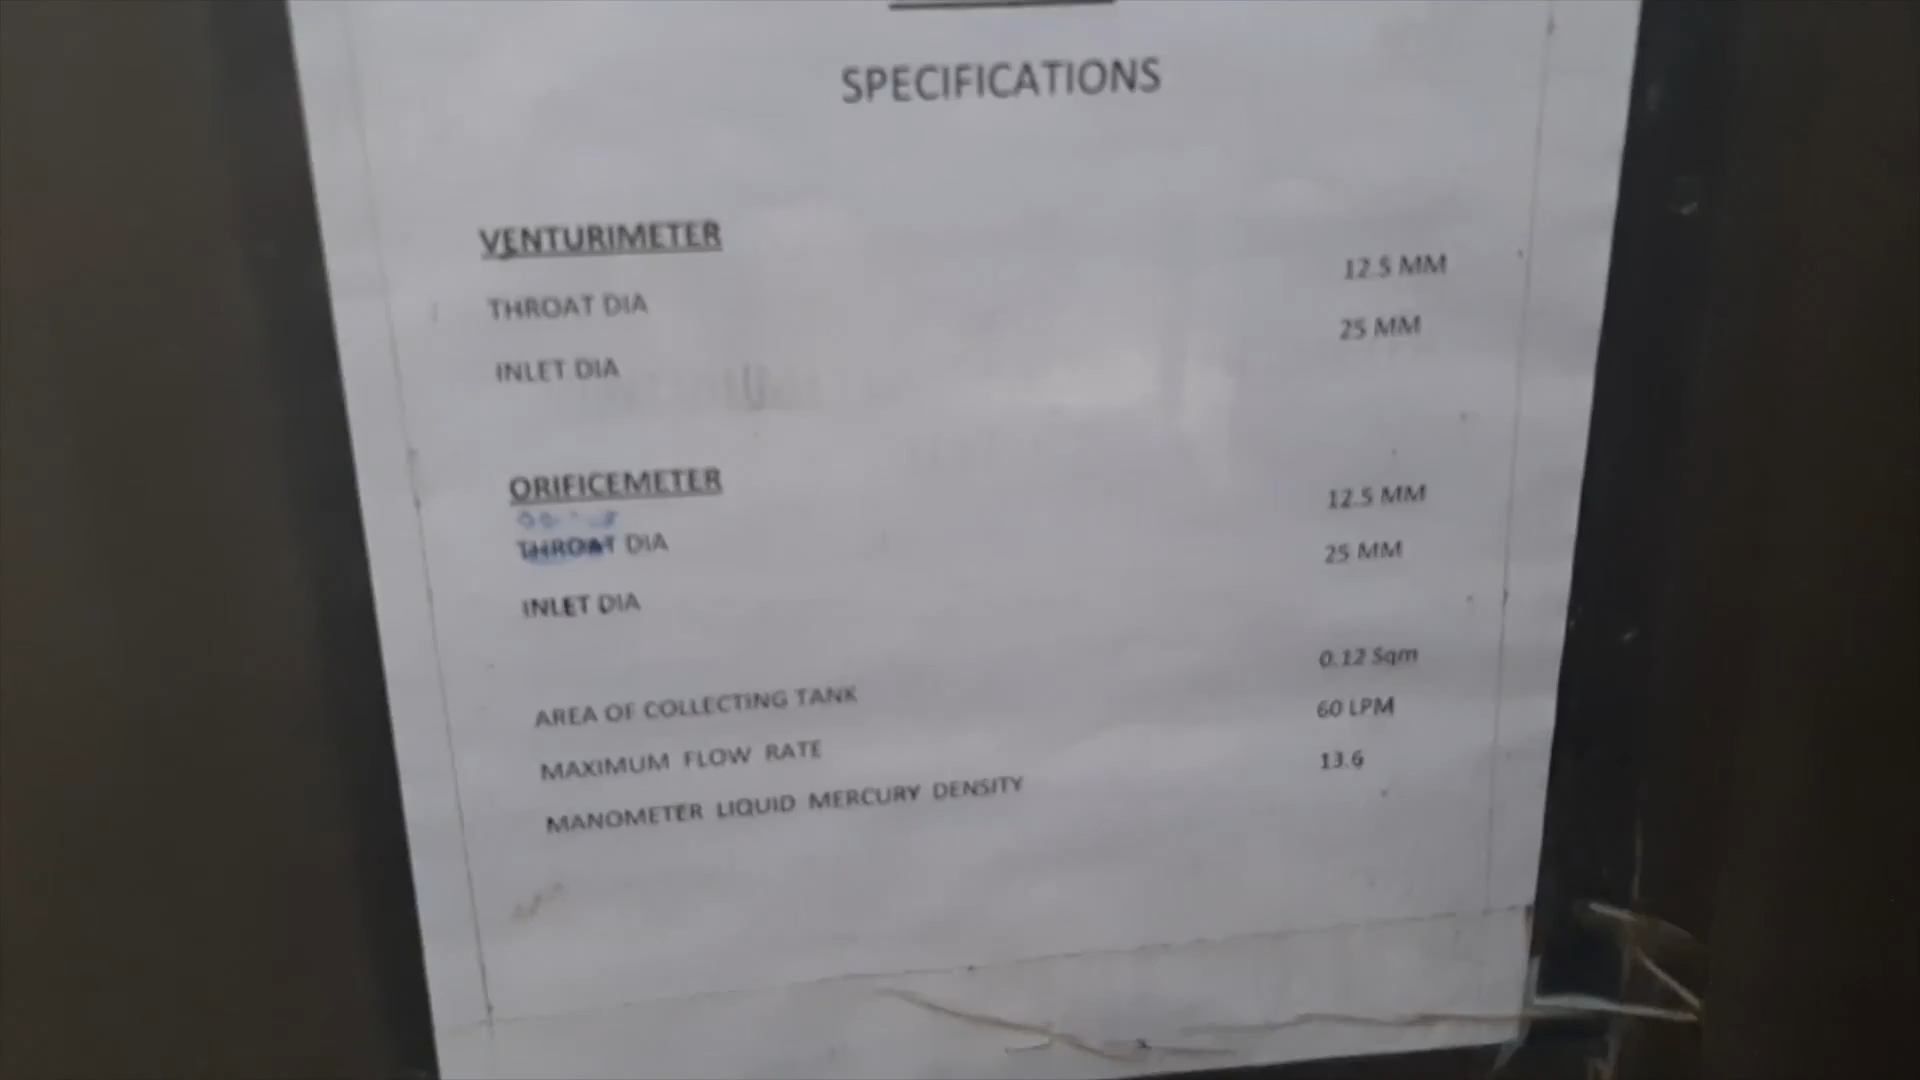 SPECIFICATIONS
VENTURIMETER
THROAT DIA 12.5 MM
INLET DIA 25 MM
ORIFICEMETER
THROAT DIA 12.5 MM
INLET DIA 25 MM
AREA OF COLLECTING TANK 0.12 Sqm
MAXIMUM FLOW RATE 60 LPM
MANOMETER LIQUID MERCURY DENSITY 13.6